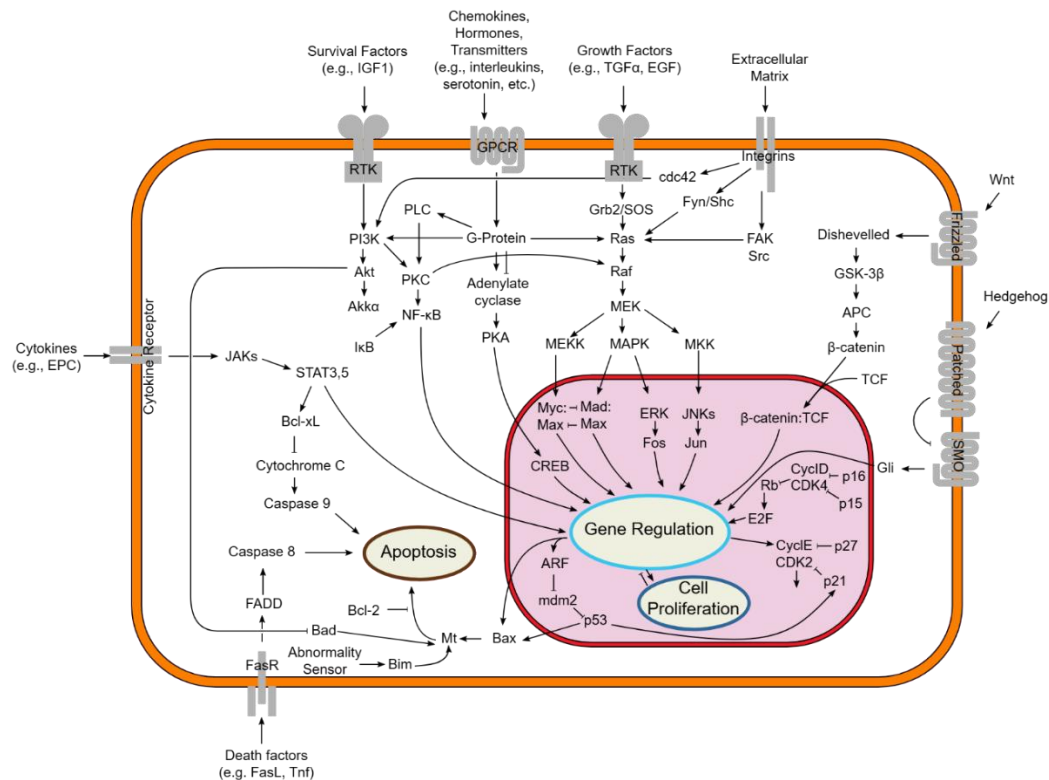 Chemokines,
Hormones,
Transmitters
(e.g., interleukins,
serotonin, etc.)
Survival Factors
(e.g., IGF1)
Growth Factors
(e.g., TGFα, EGF)
Extracellular
Matrix
RTK
GPCR
RTK
Integrins
cdc42
Wnt
PLC
Grb2/SOS
Fyn/Shc
Frizzled
PI3K
G-Protein
Ras
FAK
Src
Dishevelled
Akt
PKC
Adenylate
cyclase
Raf
GSK-3β
Akkα
NF-κB
MEK
APC
Hedgehog
IκB
PKA
MEKK
MAPK
MKK
β-catenin
Patched
Cytokines
(e.g., EPC)
Cytokine Receptor
JAKs
STAT3,5
TCF
Bcl-xL
Myc:
Max
Mad:
Max
ERK
JNKs
β-catenin:TCF
Fos
Jun
SMO
Cytochrome C
CREB
Gli
CyclD
CDK4
Rb
p16
p15
Caspase 9
E2F
Gene Regulation
Caspase 8
Apoptosis
ARF
CyclE
CDK2
p27
p21
FADD
Bcl-2
mdm2
Cell
Proliferation
p53
Bad
Mt
Bax
Abnormality
Sensor
Bim
FasR
Death factors
(e.g. FasL, Tnf)